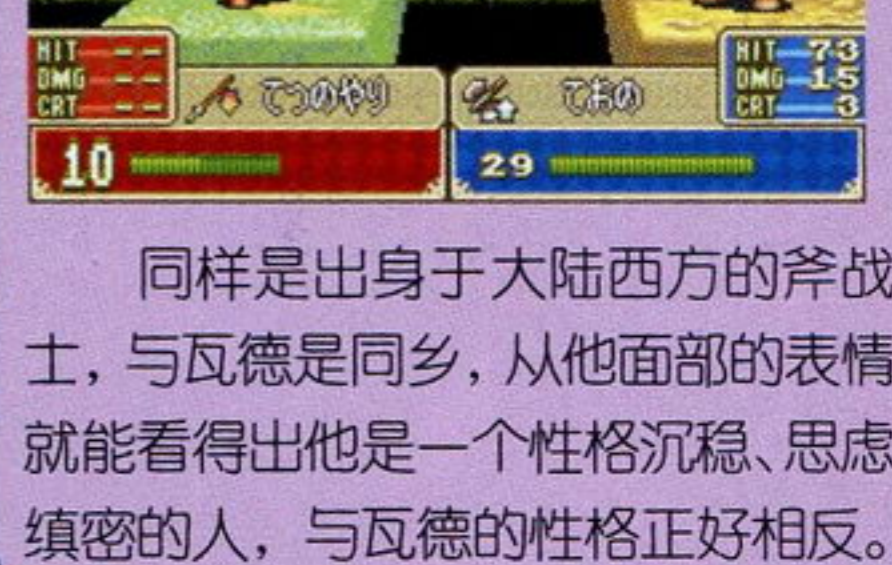 HIT -- てつのやり ておの HIT 73
DMG -- DMG 15
CRT -- CRT 3
10 29
同样是出身于大陆西方的斧战
士，与瓦德是同乡，从他面部的表情
就能看得出他是一个性格沉稳、思虑
缜密的人，与瓦德的性格正好相反。